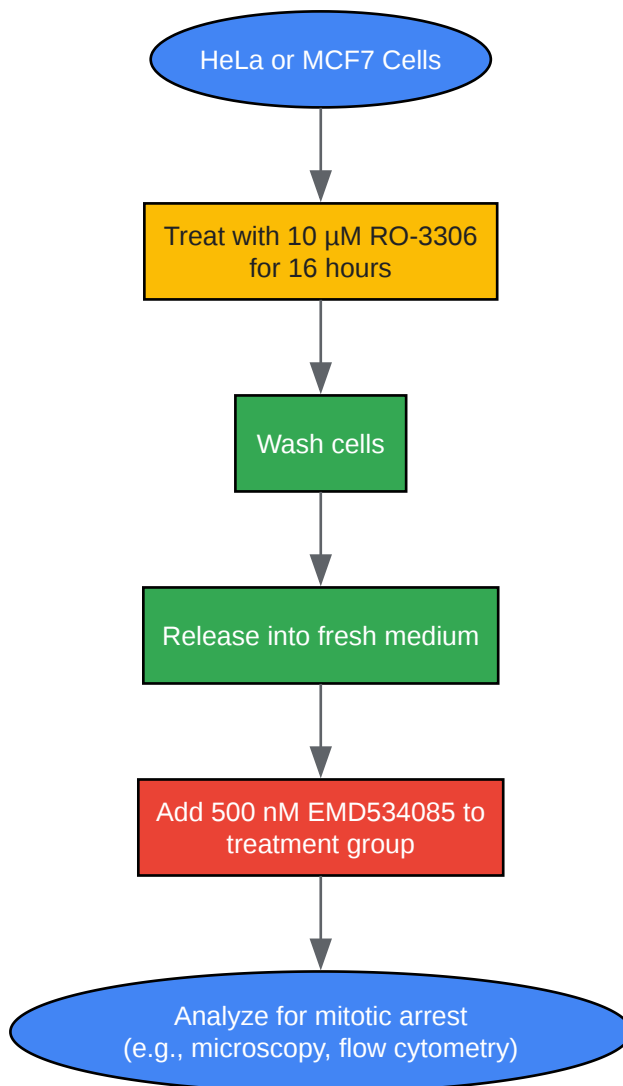 HeLa or MCF7 Cells
Treat with 10 µM RO-3306
for 16 hours
Wash cells
Release into fresh medium
Add 500 nM EMD534085 to
treatment group
Analyze for mitotic arrest
(e.g., microscopy, flow cytometry)